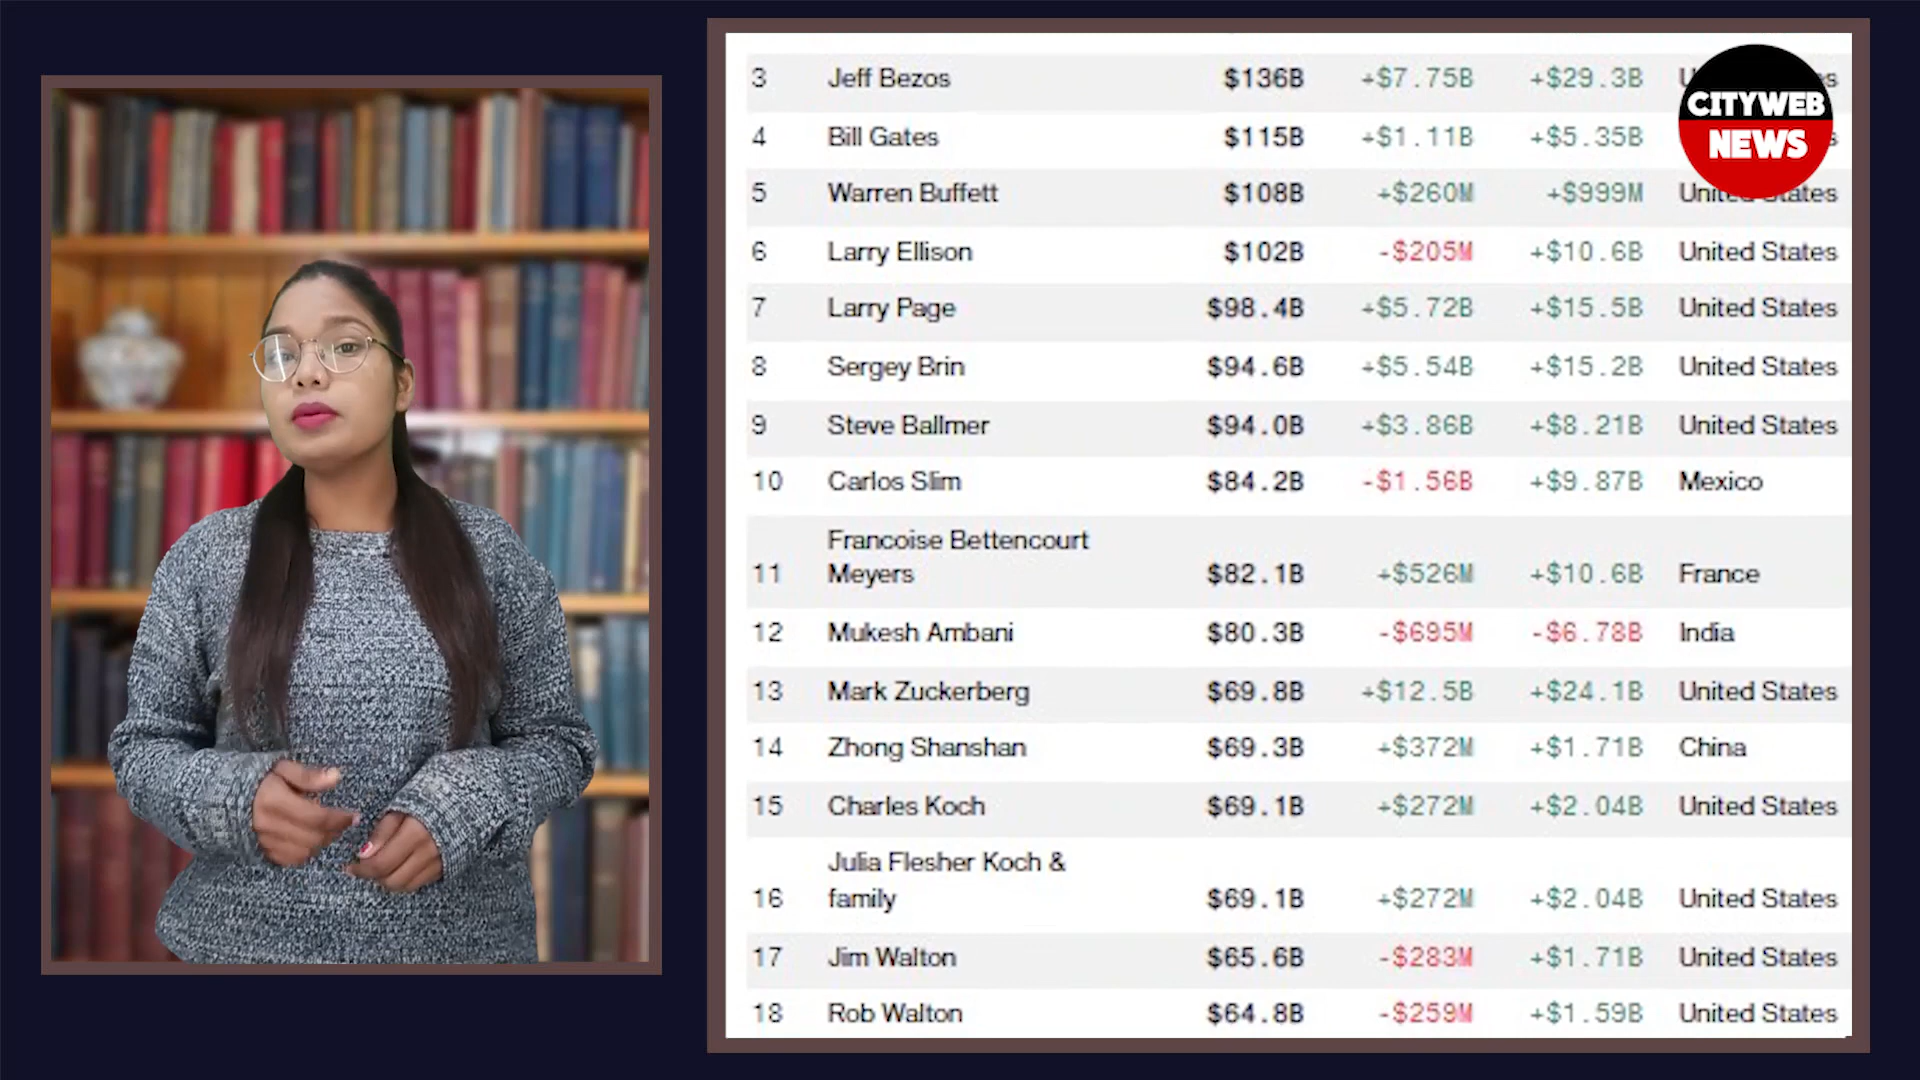 3 Jeff Bezos $136B +$7.75B +$29.3B
4 Bill Gates $115B +$1.11B +$5.35B
5 Warren Buffett $108B +$260M +$999M United States
6 Larry Ellison $102B -$205M +$10.6B United States
7 Larry Page $98.4B +$5.72B +$15.5B United States
8 Sergey Brin $94.6B +$5.54B +$15.2B United States
9 Steve Ballmer $94.0B +$3.86B +$8.21B United States
10 Carlos Slim $84.2B -$1.56B +$9.87B Mexico
Francoise Bettencourt
11 Meyers $82.1B +$526M +$10.6B France
12 Mukesh Ambani $80.3B -$695M -$6.78B India
13 Mark Zuckerberg $69.8B +$12.5B +$24.1B United States
14 Zhong Shanshan $69.3B +$372M +$1.71B China
15 Charles Koch $69.1B +$272M +$2.04B United States
Julia Flesher Koch &
16 family $69.1B +$272M +$2.04B United States
17 Jim Walton $65.6B -$283M +$1.71B United States
18 Rob Walton $64.8B -$259M +$1.59B United States
CITYWEB
NEWS